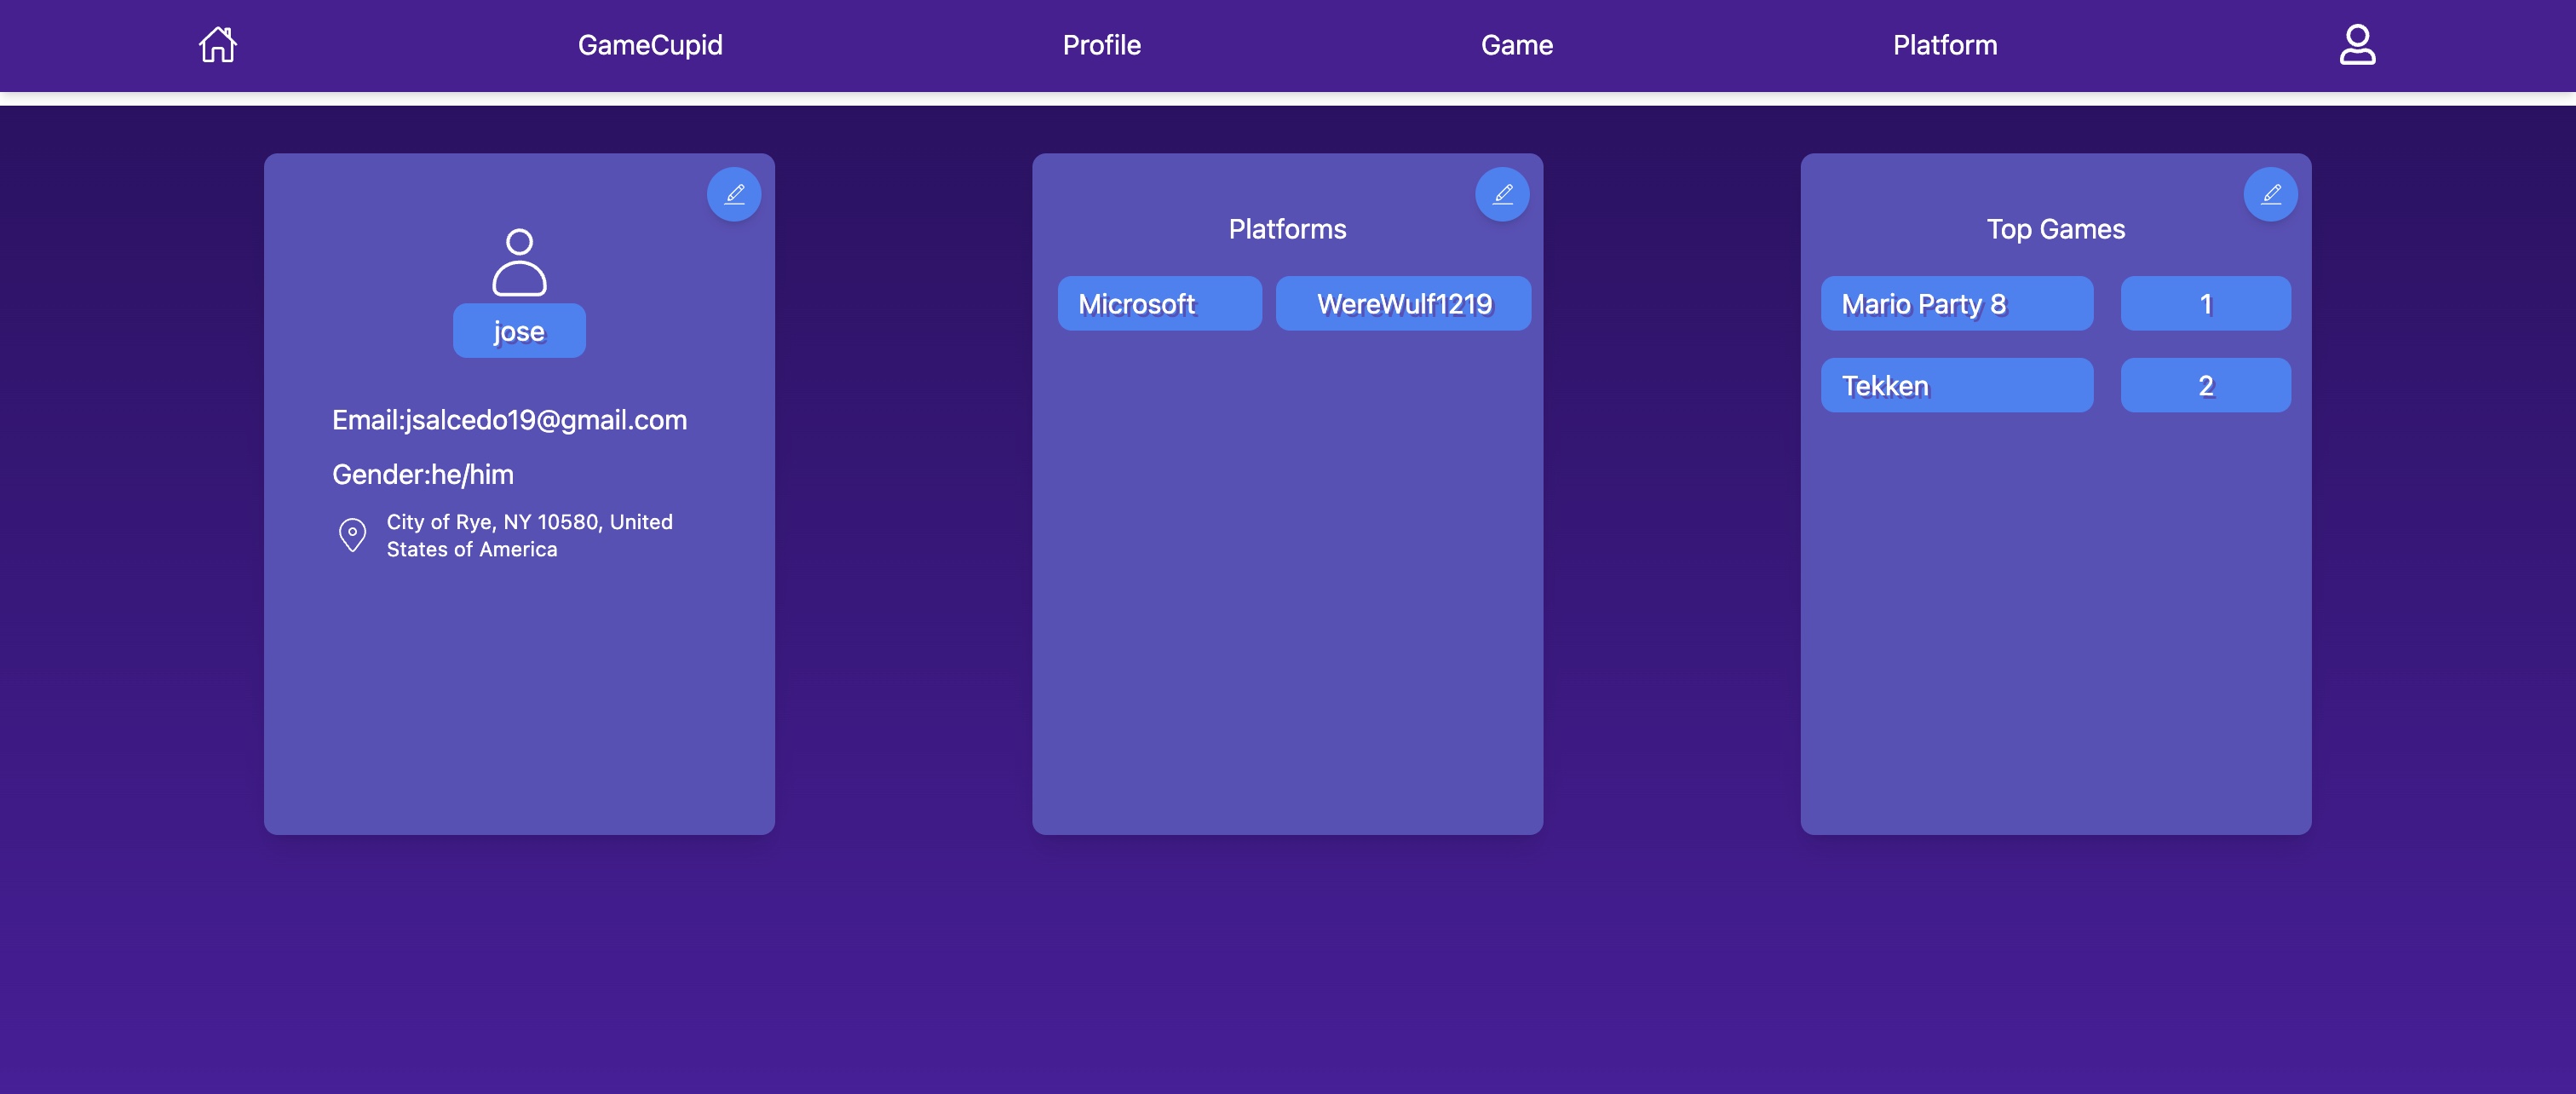 GameCupid
Profile
Game
Platform
jose
Email:jsalcedo19@gmail.com
Gender:he/him
City of Rye, NY 10580, United
States of America
Platforms
Microsoft
WereWulf1219
Top Games
Mario Party 8
1
Tekken
2